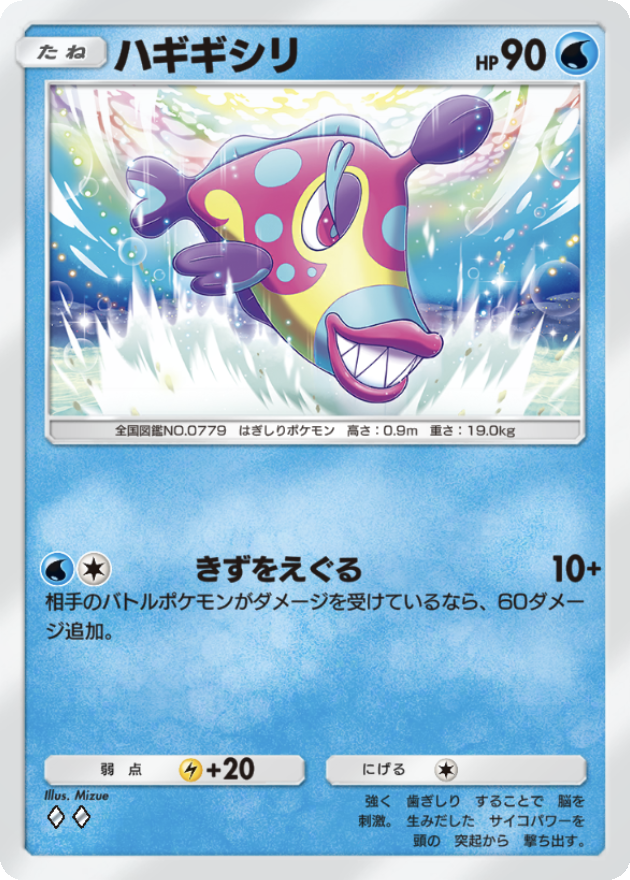 たね ハギギシリ HP90
全国図鑑NO.0779 はぎしりポケモン 高さ:0.9m 重さ:19.0kg
きずをえぐる 10+
相手のバトルポケモンがダメージを受けているなら、60ダメー
ジ追加。
弱点 +20 にげる
Illus. Mizue
強く 歯ぎしり することで 脳を
刺激。 生みだした サイコパワーを
頭の 突起から 撃ち出す。